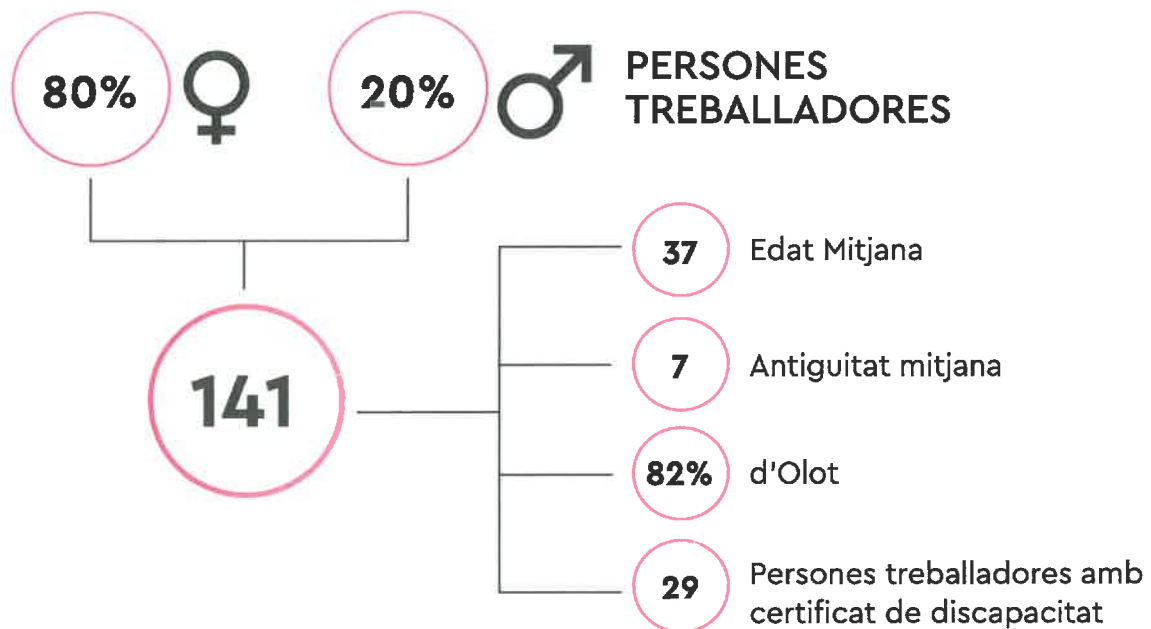 80%
20%
PERSONES
TREBALLADORES
141
37
Edat Mitjana
7
Antiguitat mitjana
82%
d'Olot
29
Persones treballadores amb
certificat de discapacitat